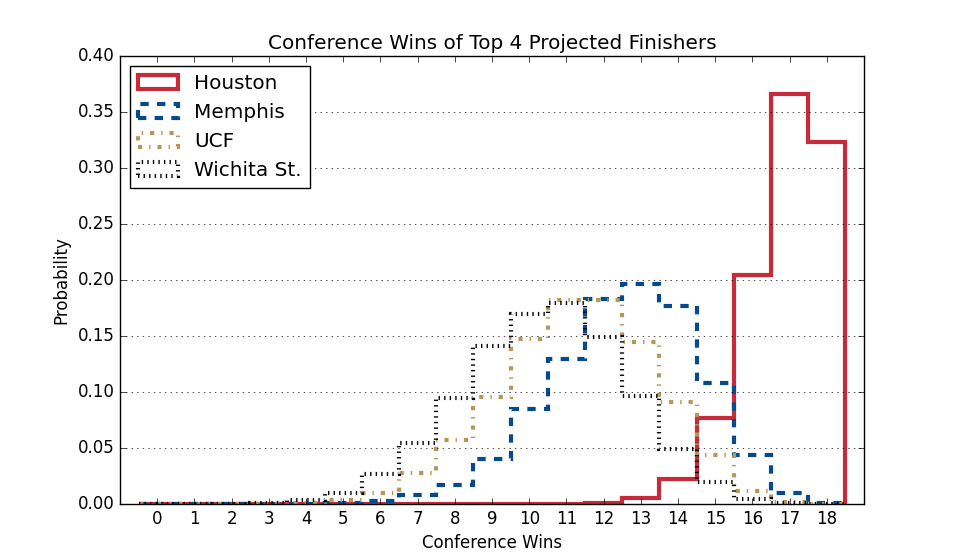 Conference Wins of Top 4 Projected Finishers
0.40
0.35
0.30
0.25
0.20
0.15
0.10
0.05
0.00
Probability
Houston
Memphis
UCF
Wichita St.
0 1 2 3 4 5 6 7 8 9 10 11 12 13 14 15 16 17 18
Conference Wins